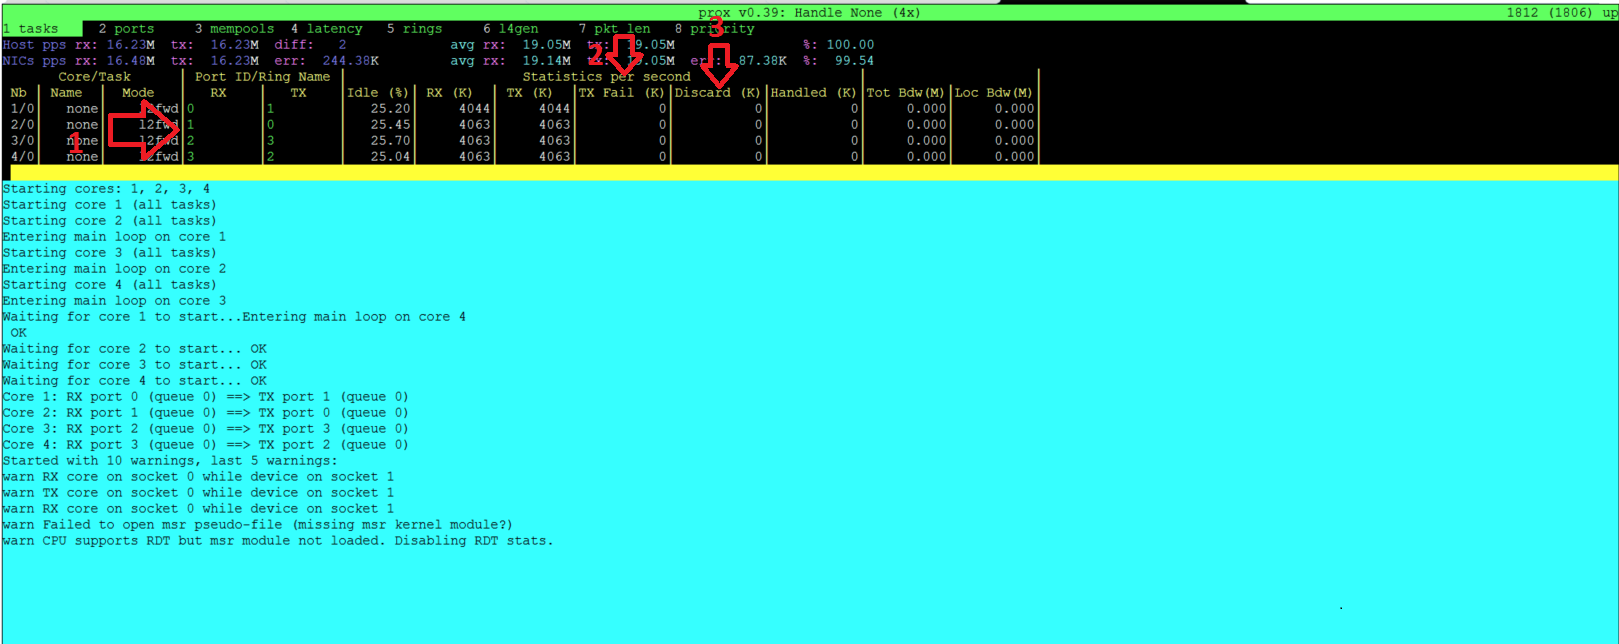 prox v0.39: Handle None (4x) 1812 (1806) up
1 tasks 2 ports 3 mempools 4 latency 5 rings 6 l4gen 7 pkt len 8 priority
3
Host pps rx: 16.23M tx: 16.23M diff: 2 avg rx: 19.05M tx: 19.05M %: 100.00
2
NICs pps rx: 16.48M tx: 16.23M err: 244.38K avg rx: 19.14M tx: 19.05M err: 87.38K %: 99.54
Core/Task Port ID/Ring Name Statistics per second
Nb Name Mode RX TX Idle (%) RX (K) TX (K) TX Fail (K) Discard (K) Handled (K) Tot Bdw(M) Loc Bdw(M)
1/0 none l2fwd 0 1 25.20 4044 4044 0 0 0 0.000 0.000
2/0 none l2fwd 1 0 25.45 4063 4063 0 0 0 0.000 0.000
1
3/0 none l2fwd 2 3 25.70 4063 4063 0 0 0 0.000 0.000
4/0 none l2fwd 3 2 25.04 4063 4063 0 0 0 0.000 0.000
Starting cores: 1, 2, 3, 4
Starting core 1 (all tasks)
Starting core 2 (all tasks)
Entering main loop on core 1
Starting core 3 (all tasks)
Entering main loop on core 2
Starting core 4 (all tasks)
Entering main loop on core 3
Waiting for core 1 to start...Entering main loop on core 4
OK
Waiting for core 2 to start... OK
Waiting for core 3 to start... OK
Waiting for core 4 to start... OK
Core 1: RX port 0 (queue 0) ==> TX port 1 (queue 0)
Core 2: RX port 1 (queue 0) ==> TX port 0 (queue 0)
Core 3: RX port 2 (queue 0) ==> TX port 3 (queue 0)
Core 4: RX port 3 (queue 0) ==> TX port 2 (queue 0)
Started with 10 warnings, last 5 warnings:
warn RX core on socket 0 while device on socket 1
warn TX core on socket 0 while device on socket 1
warn RX core on socket 0 while device on socket 1
warn Failed to open msr pseudo-file (missing msr kernel module?)
warn CPU supports RDT but msr module not loaded. Disabling RDT stats.